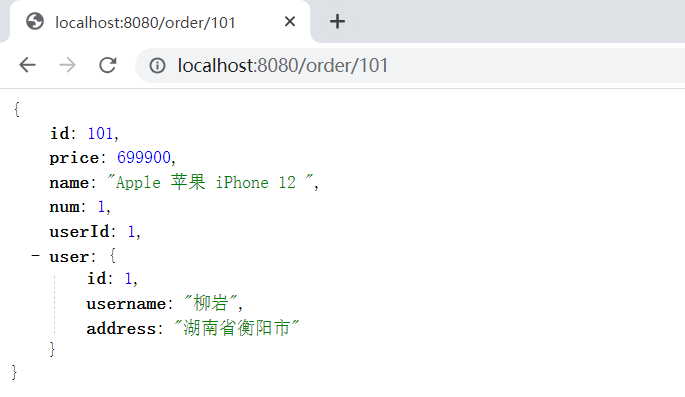 localhost:8080/order/101
localhost:8080/order/101
{
    id: 101,
    price: 699900,
    name: "Apple 苹果 iPhone 12 ",
    num: 1,
    userId: 1,
  - user: {
        id: 1,
        username: "柳岩",
        address: "湖南省衡阳市"
    }
}